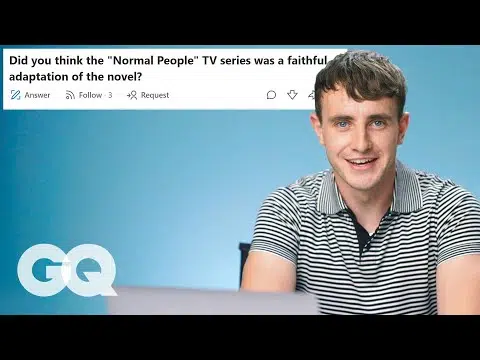 Did you think the "Normal People" TV series was a faithful
adaptation of the novel?
Answer Follow · 3 Request
GQ